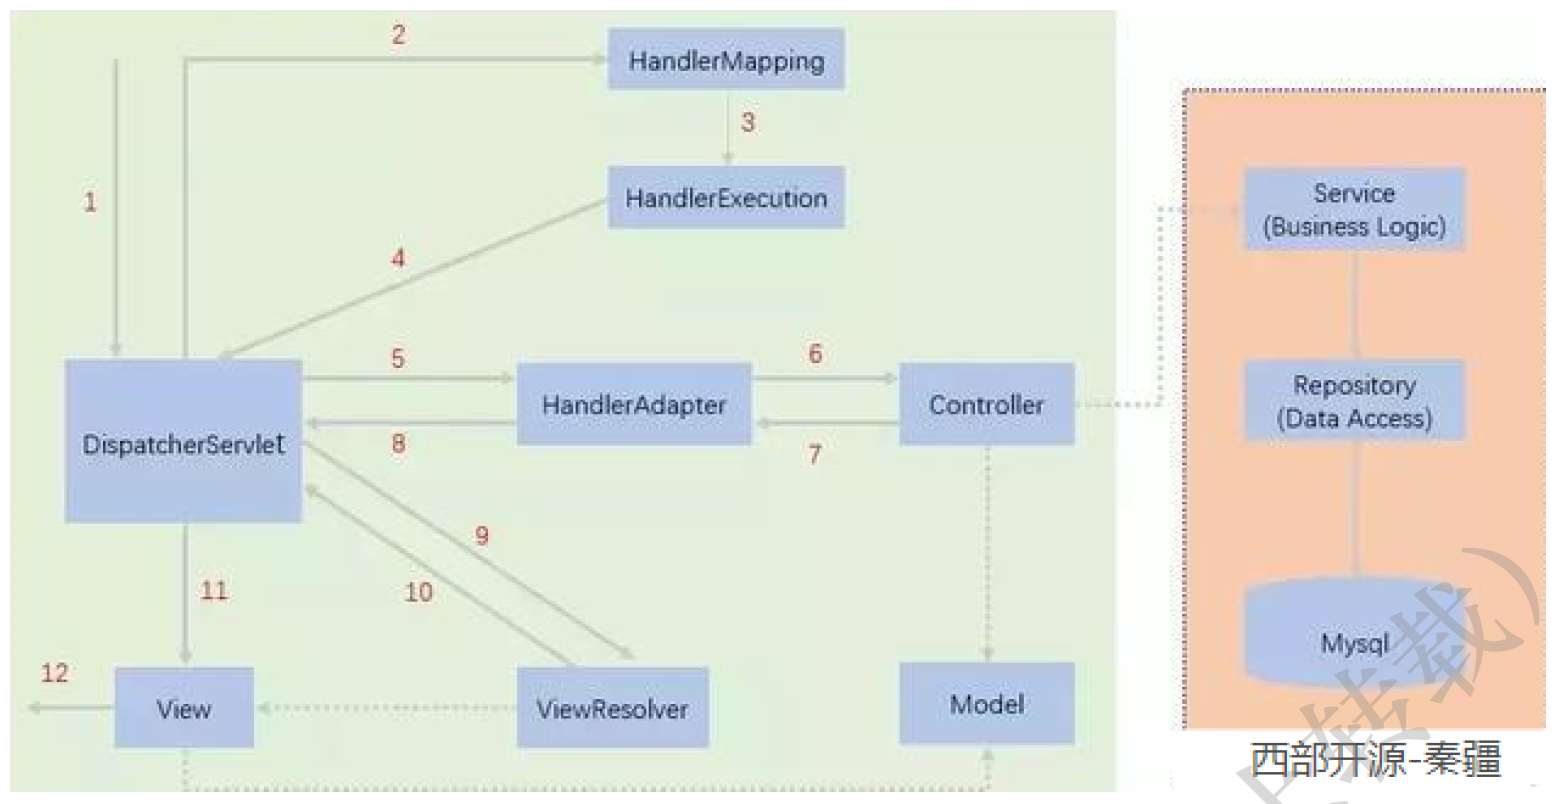 2
HandlerMapping
3
1
HandlerExecution
Service
(Business Logic)
4
5
6
HandlerAdapter
Controller
Repository
(Data Access)
DispatcherServlet
8
7
9
10
11
Mysql
12
View
ViewResolver
Model
西部开源-秦疆
转载）